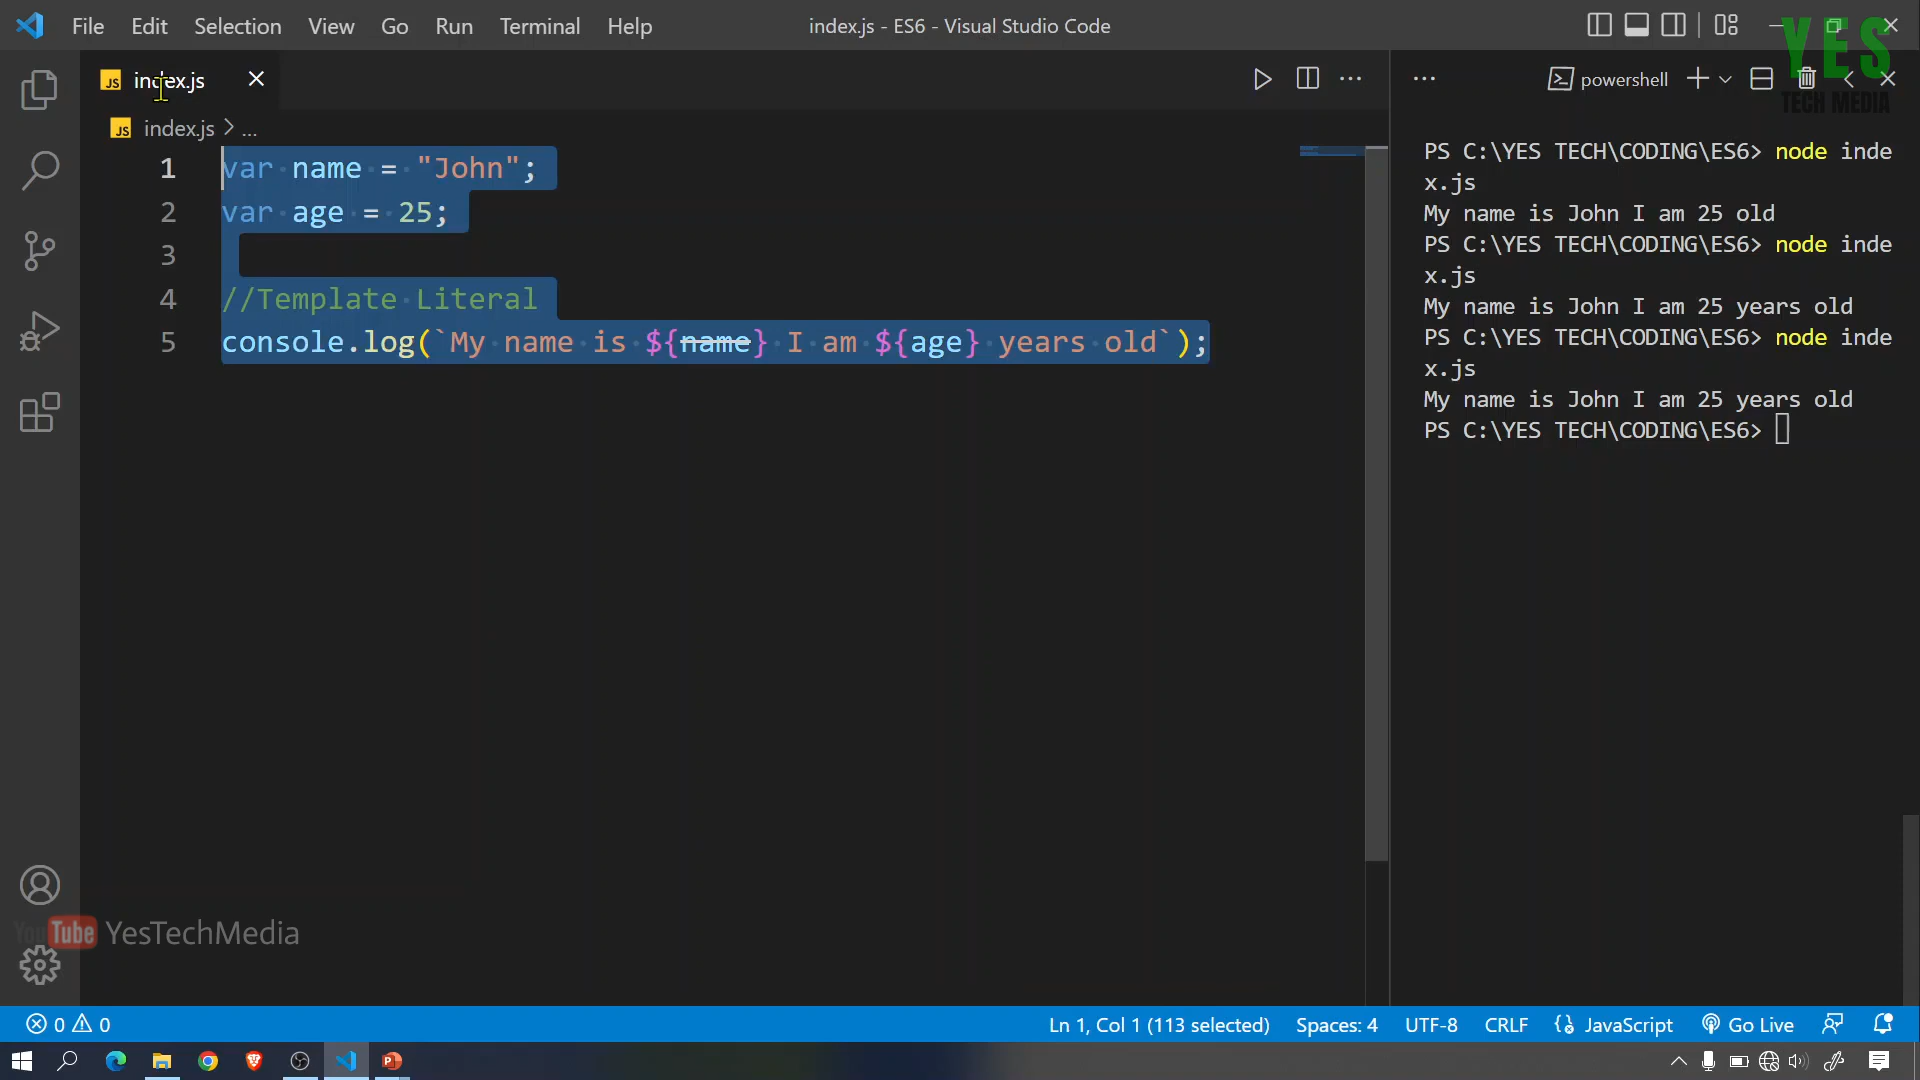 File Edit Selection View Go Run Terminal Help
index.js - ES6 - Visual Studio Code
YES
TECH MEDIA
JS index.js
powershell
JS index.js > ...
1 var name = "John";
2 var age = 25;
3
4 //Template Literal
5 console.log(`My name is ${name} I am ${age} years old`);
PS C:\YES TECH\CODING\ES6> node inde
x.js
My name is John I am 25 old
PS C:\YES TECH\CODING\ES6> node inde
x.js
My name is John I am 25 years old
PS C:\YES TECH\CODING\ES6> node inde
x.js
My name is John I am 25 years old
PS C:\YES TECH\CODING\ES6>
YouTube YesTechMedia
0 0
Ln 1, Col 1 (113 selected) Spaces: 4 UTF-8 CRLF {} JavaScript Go Live